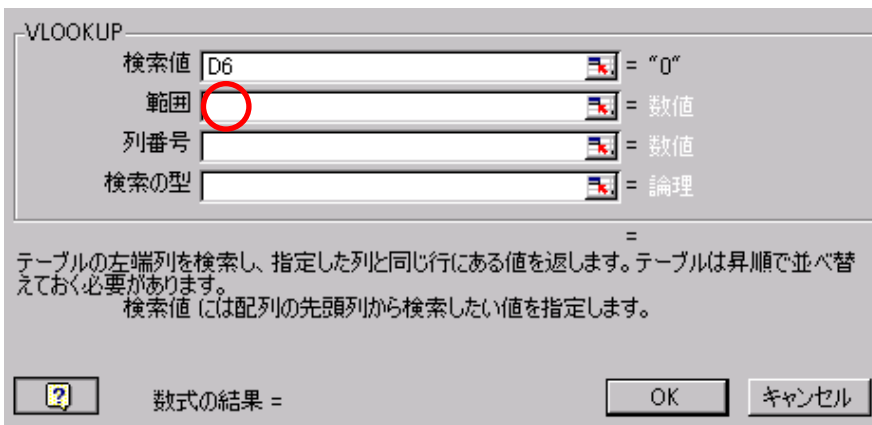 VLOOKUP
検索値 D6 = "0"
範囲 = 数値
列番号 = 数値
検索の型 = 論理
=
テーブルの左端列を検索し、指定した列と同じ行にある値を返します。テーブルは昇順で並べ替
えておく必要があります。
検索値 には配列の先頭列から検索したい値を指定します。
数式の結果 = OK キャンセル